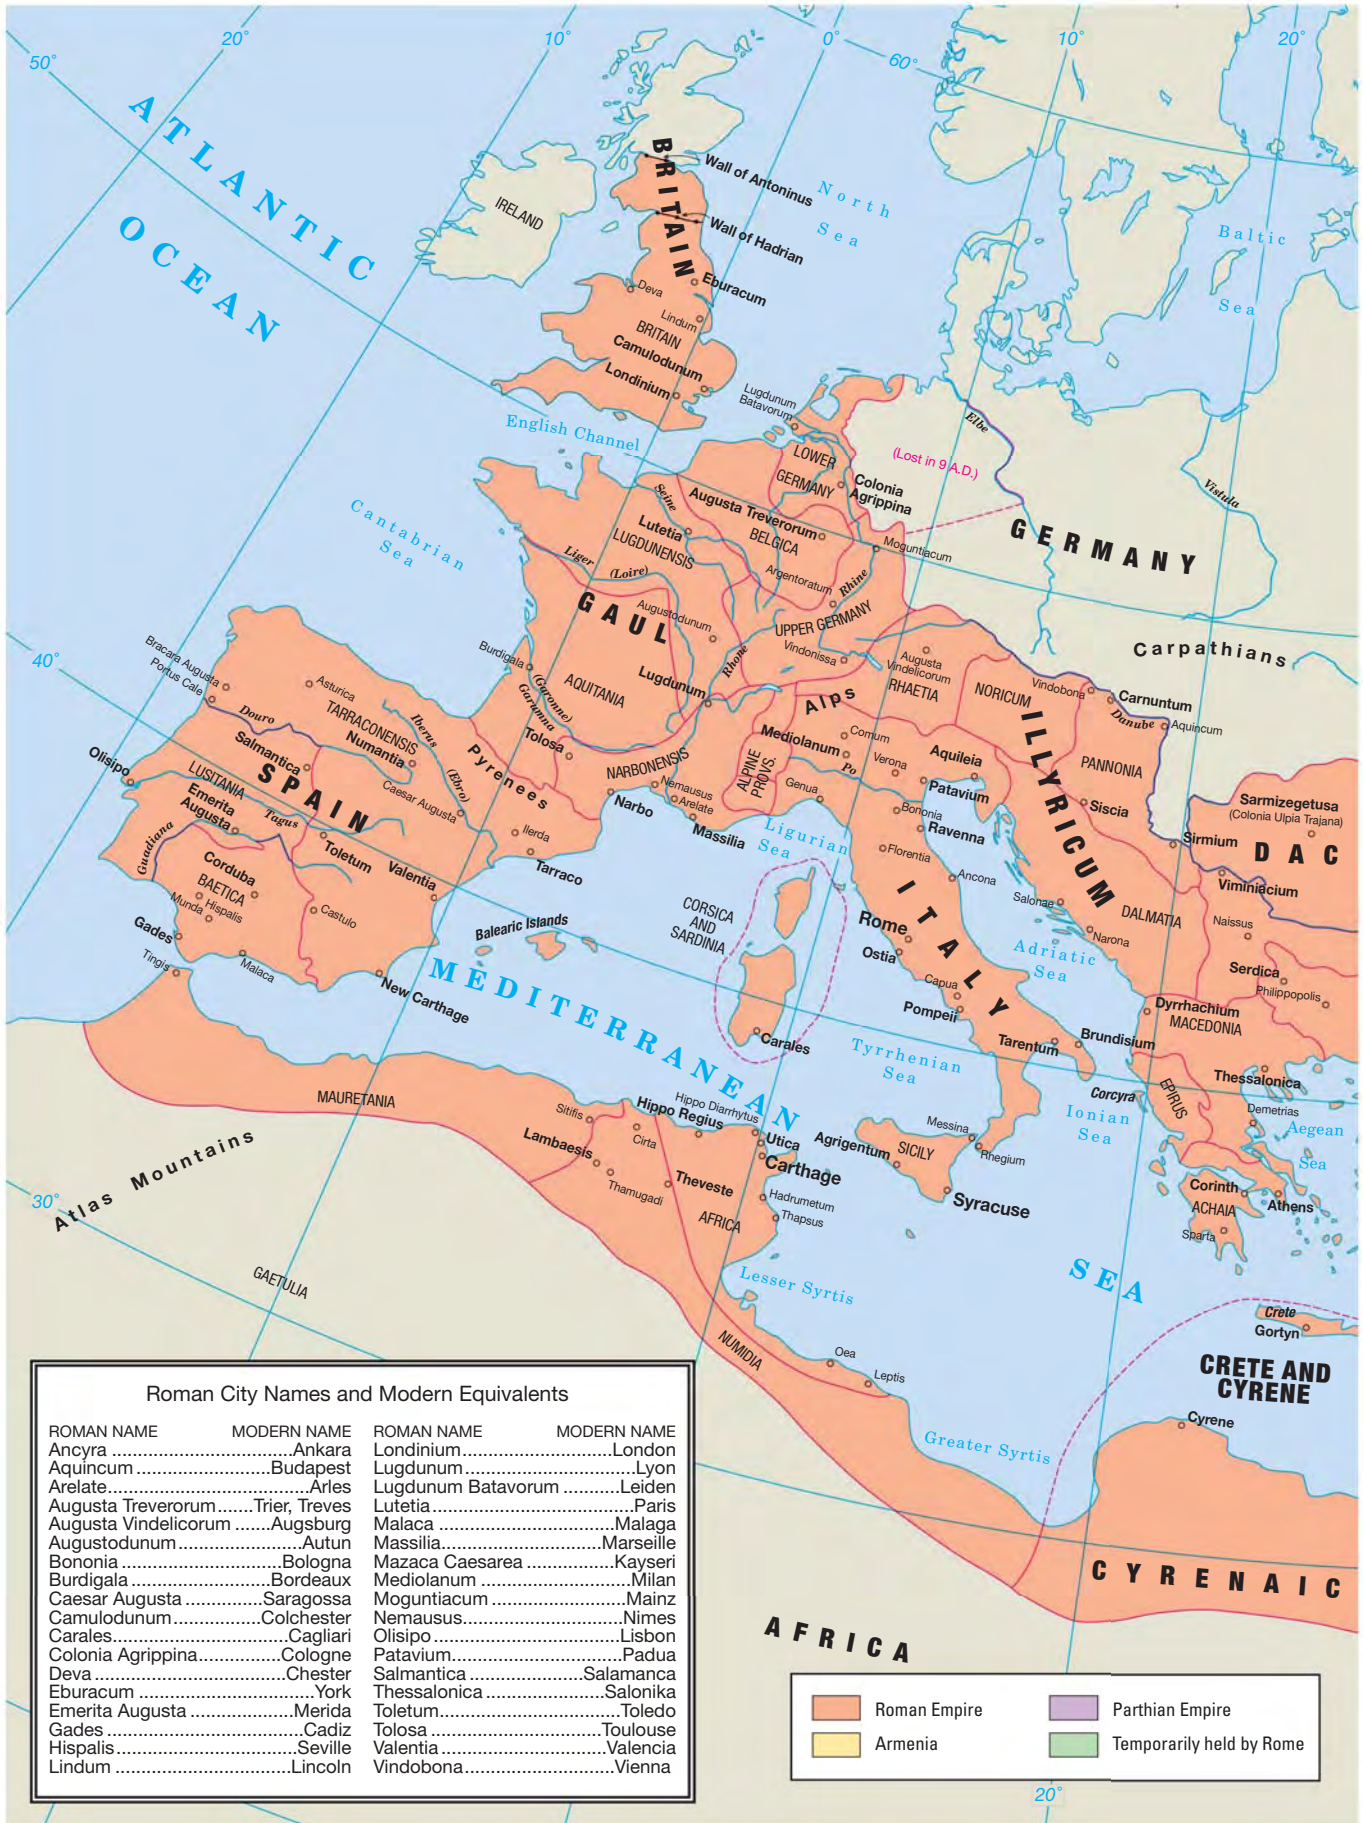 20°
10°
0°
10°
20°
50°
60°
ATLANTIC
OCEAN
BRITAIN
Wall of Antoninus
North
Sea
IRELAND
Wall of Hadrian
Baltic
Sea
Eburacum
Deva
Lindum
BRITAIN
Camulodunum
Londinium
Lugdunum
Batavorum
Elbe
English Channel
(Lost in 9 A.D.)
LOWER
GERMANY
Colonia
Agrippina
Vistula
Seine
Augusta Treverorum
Cantabrian
Sea
Lutetia
LUGDUNENSIS
BELGICA
GERMANY
Moguntiacum
Liger
(Loire)
Argentoratum
Rhine
GAUL
Augustodunum
UPPER GERMANY
Carpathians
Bracara Augusta
Portus Cale
40°
Burdigala
Vindonissa
Augusta
Vindelicorum
RHAETIA
Asturica
(Garonne)
Garumna
AQUITANIA
Lugdunum
Rhone
Alps
NORICUM
Vindobona
Carnuntum
Danube
Aquincum
Douro
TARRACONENSIS
Iberus
(Ebro)
Salmantica
Numantia
Pyrenees
Tolosa
Mediolanum
Comum
ILLYRICUM
Olisipo
LUSITANIA
SPAIN
NARBONENSIS
ALPINE
PROVS.
Po
Verona
Aquileia
PANNONIA
Emerita
Augusta
Tagus
Caesar Augusta
Nemausus
Arelate
Genua
Patavium
Siscia
Sarmizegetusa
(Colonia Ulpia Trajana)
Guadiana
Toletum
Ilerda
Narbo
Massilia
Ligurian
Sea
Bononia
Ravenna
Sirmium
DAC
Corduba
BAETICA
Valentia
Tarraco
Florentia
Ancona
Viminiacium
Munda
Hispalis
Castulo
Balearic Islands
CORSICA
AND
SARDINIA
ITALY
Salonae
DALMATIA
Naissus
Gades
Rome
Narona
Tingis
Malaca
New Carthage
MEDITERRANEAN
Ostia
Adriatic
Sea
Serdica
Philippopolis
Capua
Pompeii
Dyrrhachium
MACEDONIA
Carales
Tyrrhenian
Sea
Tarentum
Brundisium
Thessalonica
MAURETANIA
Corcyra
EPIRUS
Demetrias
Sitifis
Hippo Regius
Hippo Diarrhytus
Ionian
Sea
Aegean
Sea
Atlas Mountains
Lambaesis
Cirta
Utica
Carthage
Agrigentum
SICILY
Messina
Rhegium
Theveste
Thamugadi
Hadrumetum
Thapsus
Syracuse
Corinth
ACHAIA
Athens
Sparta
30°
AFRICA
GAETULIA
Lesser Syrtis
SEA
Crete
Gortyn
NUMIDIA
Oea
Leptis
CRETE AND
CYRENE
Cyrene
Greater Syrtis
CYRENAIC
AFRICA
Roman City Names and Modern Equivalents
ROMAN NAME MODERN NAME ROMAN NAME MODERN NAME
Ancyra ...................................Ankara Londinium.............................London
Aquincum ..........................Budapest Lugdunum.................................Lyon
Arelate.......................................Arles Lugdunum Batavorum ...........Leiden
Augusta Treverorum.......Trier, Treves Lutetia .......................................Paris
Augusta Vindelicorum .......Augsburg Malaca ..................................Malaga
Augustodunum........................Autun Massilia...............................Marseille
Bononia ...............................Bologna Mazaca Caesarea .................Kayseri
Burdigala ...........................Bordeaux Mediolanum .............................Milan
Caesar Augusta ...............Saragossa Moguntiacum ..........................Mainz
Camulodunum.................Colchester Nemausus...............................Nimes
Carales..................................Cagliari Olisipo....................................Lisbon
Colonia Agrippina................Cologne Patavium.................................Padua
Deva .....................................Chester Salmantica ......................Salamanca
Eburacum ..................................York Thessalonica .......................Salonika
Emerita Augusta ....................Merida Toletum...................................Toledo
Gades ......................................Cadiz Tolosa .................................Toulouse
Hispalis...................................Seville Valentia ................................Valencia
Lindum ..................................Lincoln Vindobona.............................Vienna
Roman Empire
Armenia
Parthian Empire
Temporarily held by Rome
20°